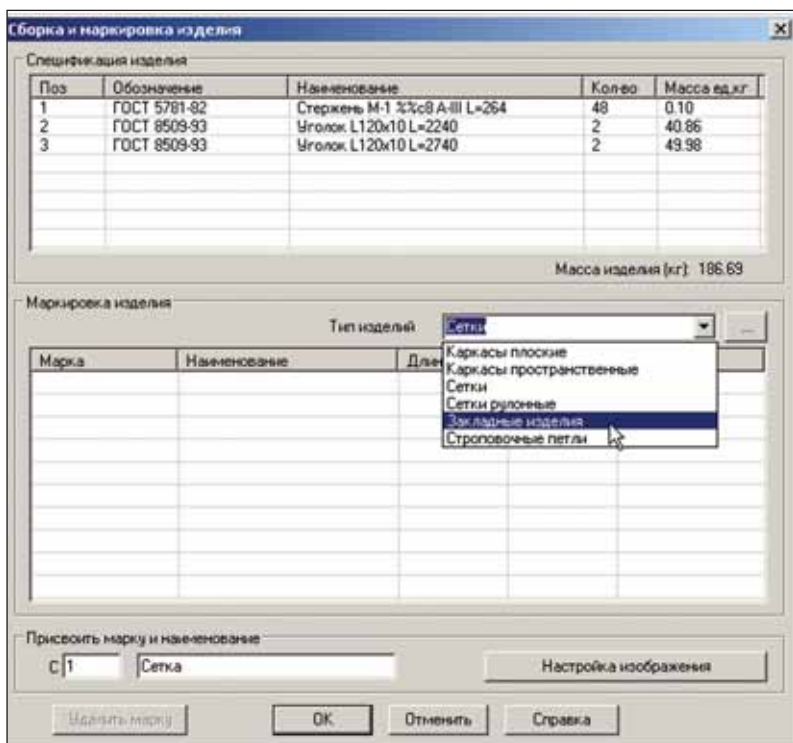 Сборка и маркировка изделия
Спецификация изделия
Поз Обозначение Наименование Кол-во Масса ед,кг
1 ГОСТ 5781-82 Стержень М-1 %%c8 А-III L=264 48 0.10
2 ГОСТ 8509-93 Уголок L120x10 L=2240 2 40.86
3 ГОСТ 8509-93 Уголок L120x10 L=2740 2 49.98
Масса изделия (кг): 186.69
Маркировка изделия
Тип изделий Сетки ...
Марка Наименование
Каркасы плоские
Каркасы пространственные
Сетки
Сетки рулонные
Закладные изделия
Строповочные петли
Присвоить марку и наименование
С 1 Сетка Настройка изображения
Удалить марку OK Отменить Справка